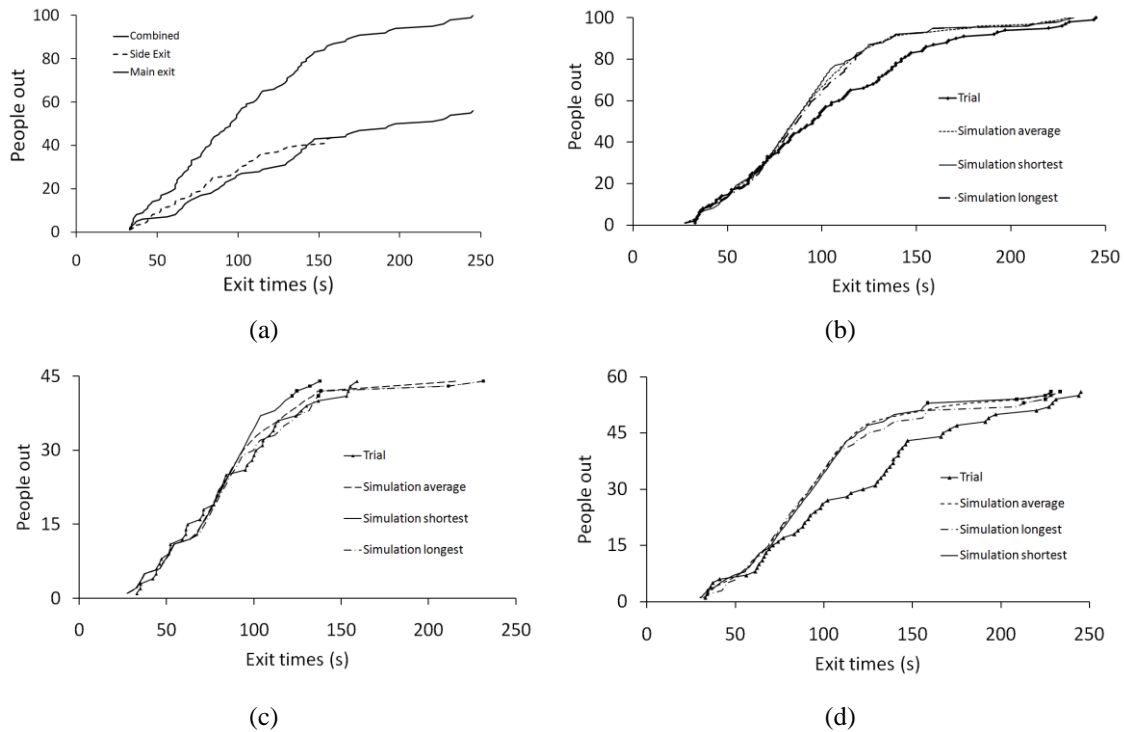 100
80
60
40
20
0
People out
Combined
Side Exit
Main exit
0 50 100 150 200 250
Exit times (s)
(a)
100
80
60
40
20
0
People out
Trial
Simulation average
Simulation shortest
Simulation longest
0 50 100 150 200 250
Exit times (s)
(b)
45
30
15
0
People out
Trial
Simulation average
Simulation shortest
Simulation longest
0 50 100 150 200 250
Exit times (s)
(c)
60
45
30
15
0
People out
Trial
Simulation average
Simulation longest
Simulation shortest
0 50 100 150 200 250
Exit times (s)
(d)